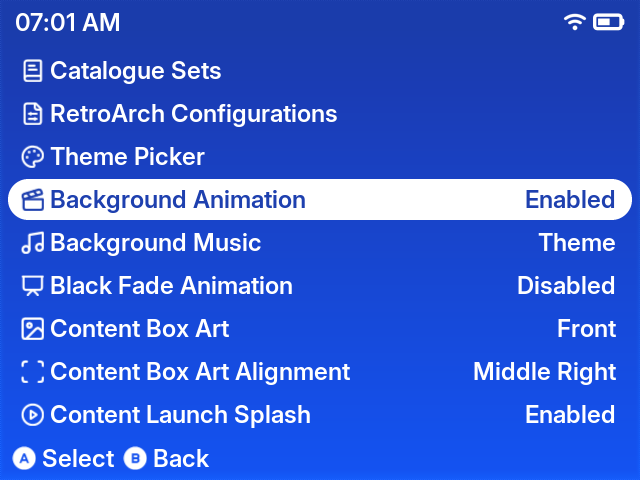 07:01 AM
Catalogue Sets
RetroArch Configurations
Theme Picker
Background Animation Enabled
Background Music Theme
Black Fade Animation Disabled
Content Box Art Front
Content Box Art Alignment Middle Right
Content Launch Splash Enabled
A Select B Back